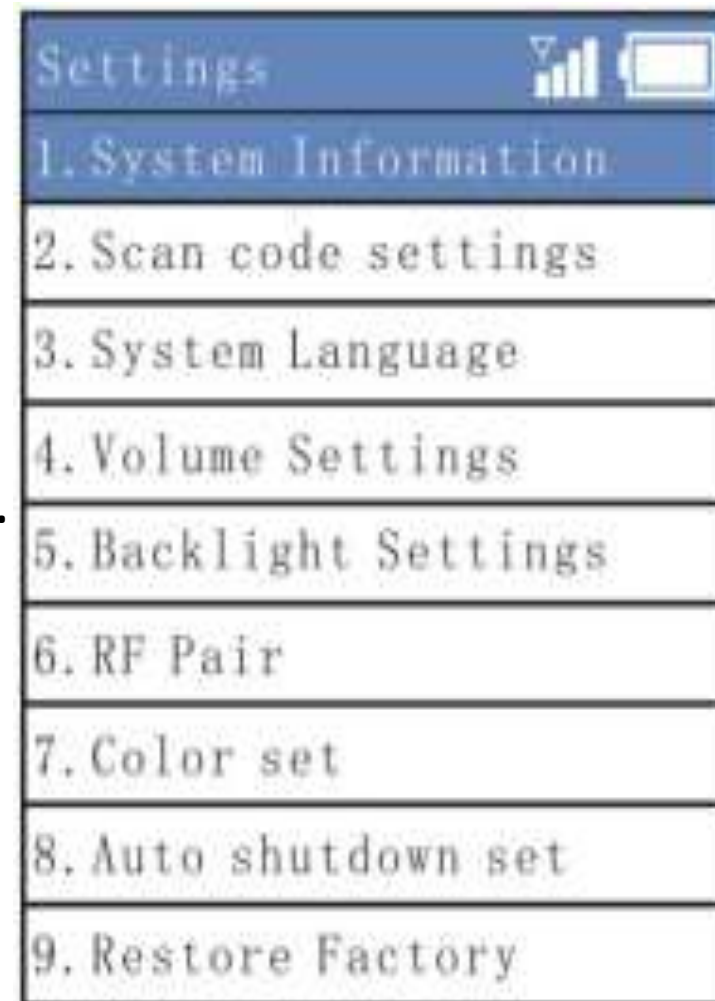 Settings
1. System Information
2. Scan code settings
3. System Language
4. Volume Settings
5. Backlight Settings
6. RF Pair
7. Color set
8. Auto shutdown set
9. Restore Factory